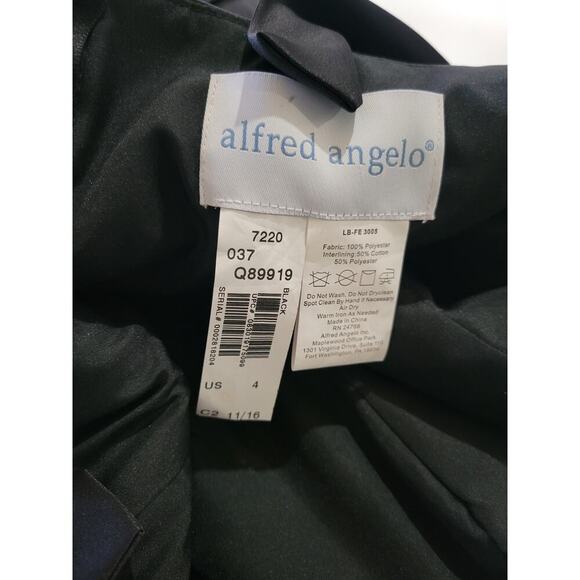 alfred angelo®
7220
037
Q89919
BLACK
SERIAL# 0002818204
US 4
C2 11/16
LB-FE 3005
Fabric: 100% Polyester
Interlining: 50% Cotton
50% Polyester
Do Not Wash, Do Not Dryclean
Spot Clean By Hand if Necessary
Air Dry
Warm Iron As Needed
Made in China
RN 24768
Alfred Angelo Inc.
Maplewood Office Park
1301 Virginia Drive, Suite 110
Fort Washington, PA 19034